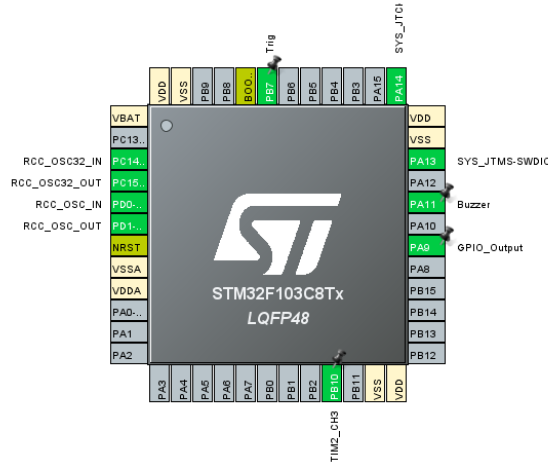 Trig
SYS_JTCI
VDD
VSS
PB9
PB8
BOO..
PB7
PB6
PB5
PB4
PB3
PA15
PA14
VBAT
PC13..
RCC_OSC32_IN PC14..
RCC_OSC32_OUT PC15..
RCC_OSC_IN PD0-..
RCC_OSC_OUT PD1-..
NRST
VSSA
VDDA
PA0-..
PA1
PA2
STM32F103C8Tx
LQFP48
VDD
VSS
PA13 SYS_JTMS-SWDIO
PA12
PA11 Buzzer
PA10
PA9 GPIO_Output
PA8
PB15
PB14
PB13
PB12
PA3
PA4
PA5
PA6
PA7
PB0
PB1
PB2
PB10
PB11
VSS
VDD
TIM2_CH3